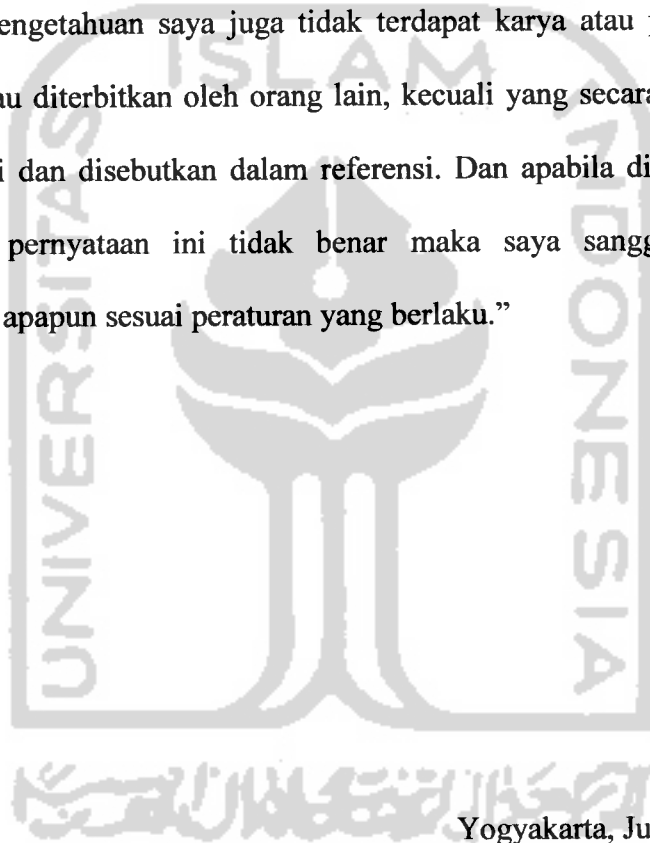 engetahuan saya juga tidak terdapat karya atau
au diterbitkan oleh orang lain, kecuali yang secara
i dan disebutkan dalam referensi. Dan apabila di
pernyataan ini tidak benar maka saya sangg
apapun sesuai peraturan yang berlaku.”
ISLAM
UNIVERSITAS
INDONESIA
Yogyakarta, Ju